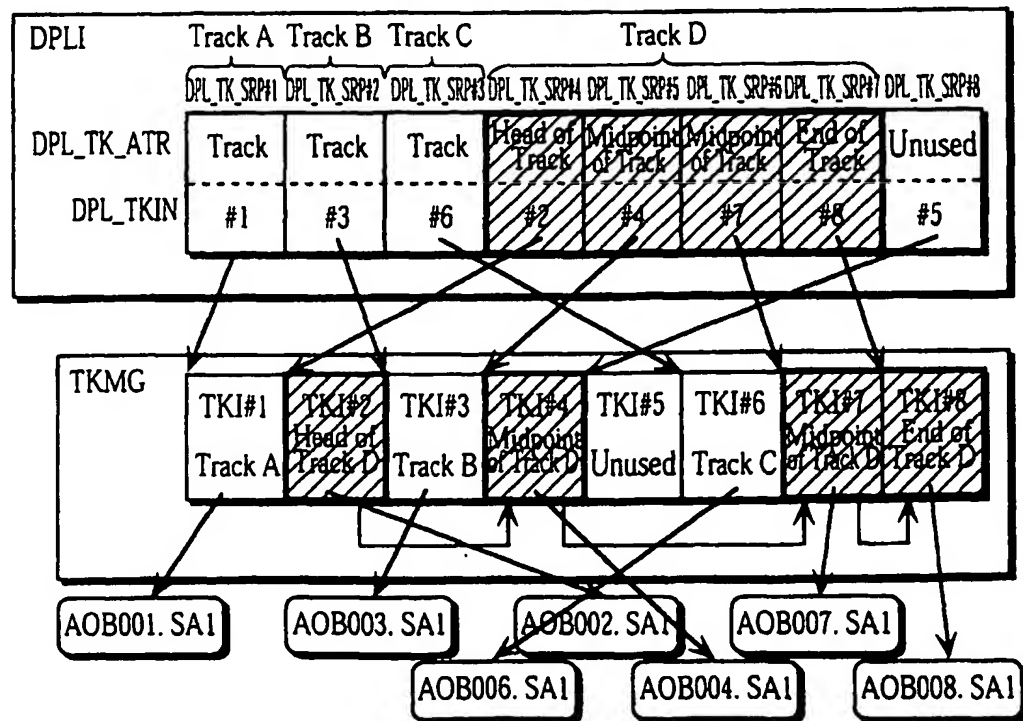 DPLI Track A Track B Track C Track D
DPL_TK_SRP#1 DPL_TK_SRP#2 DPL_TK_SRP#3 DPL_TK_SRP#4 DPL_TK_SRP#5 DPL_TK_SRP#6 DPL_TK_SRP#7 DPL_TK_SRP#8
DPL_TK_ATR Track Track Track Head of Track Midpoint of Track Midpoint of Track End of Track Unused
DPL_TKIN #1 #3 #6 #2 #4 #7 #8 #5
TKMG TKI#1 TKI#2 TKI#3 TKI#4 TKI#5 TKI#6 TKI#7 TKI#8
Track A Head of Track D Track B Midpoint of Track D Unused Track C Midpoint of Track D End of Track D
AOB001. SA1 AOB003. SA1 AOB002. SA1 AOB007. SA1
AOB006. SA1 AOB004. SA1 AOB008. SA1